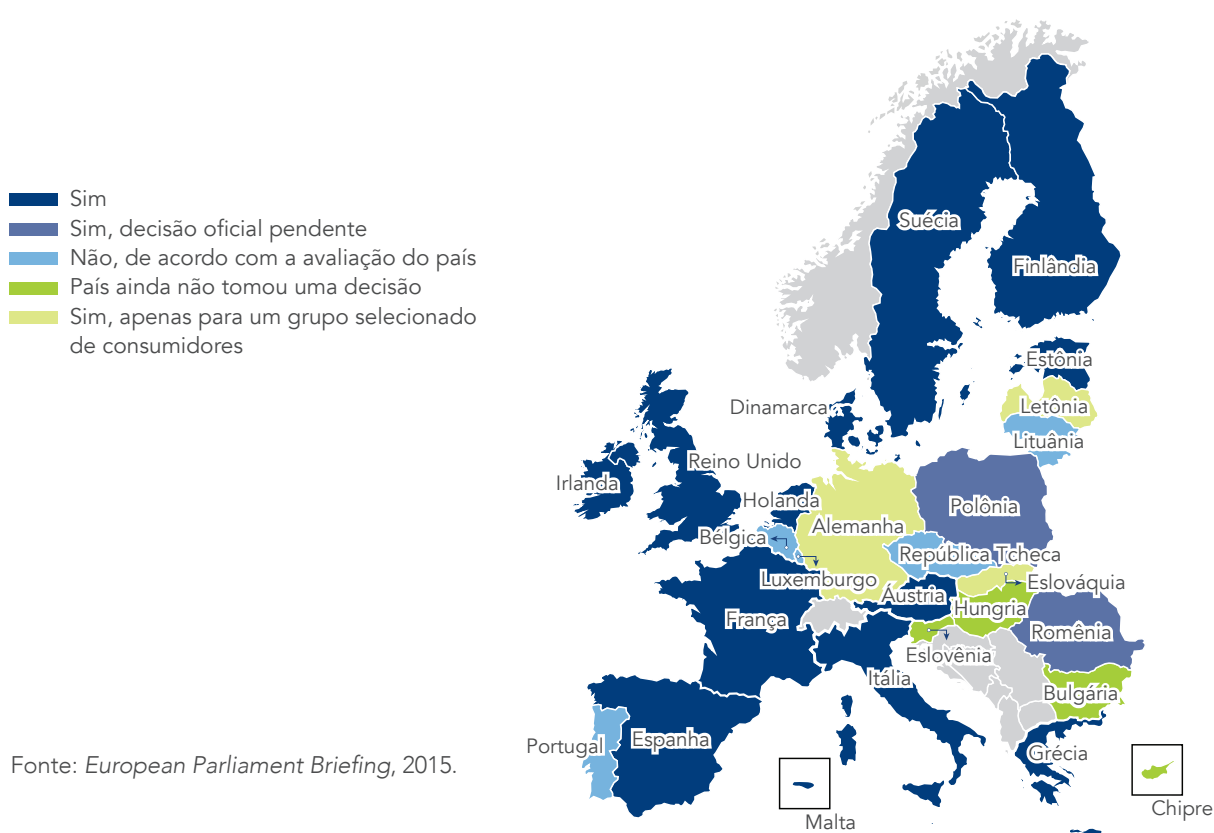 Sim
Sim, decisão oficial pendente
Não, de acordo com a avaliação do país
País ainda não tomou uma decisão
Sim, apenas para um grupo selecionado
de consumidores
Suécia
Finlândia
Estônia
Letônia
Lituânia
Dinamarca
Reino Unido
Irlanda
Holanda
Alemanha
Polônia
Bélgica
República Tcheca
Luxemburgo
Eslováquia
Áustria
Hungria
França
Romênia
Eslovênia
Itália
Bulgária
Portugal
Espanha
Grécia
Malta
Chipre
Fonte: European Parliament Briefing, 2015.